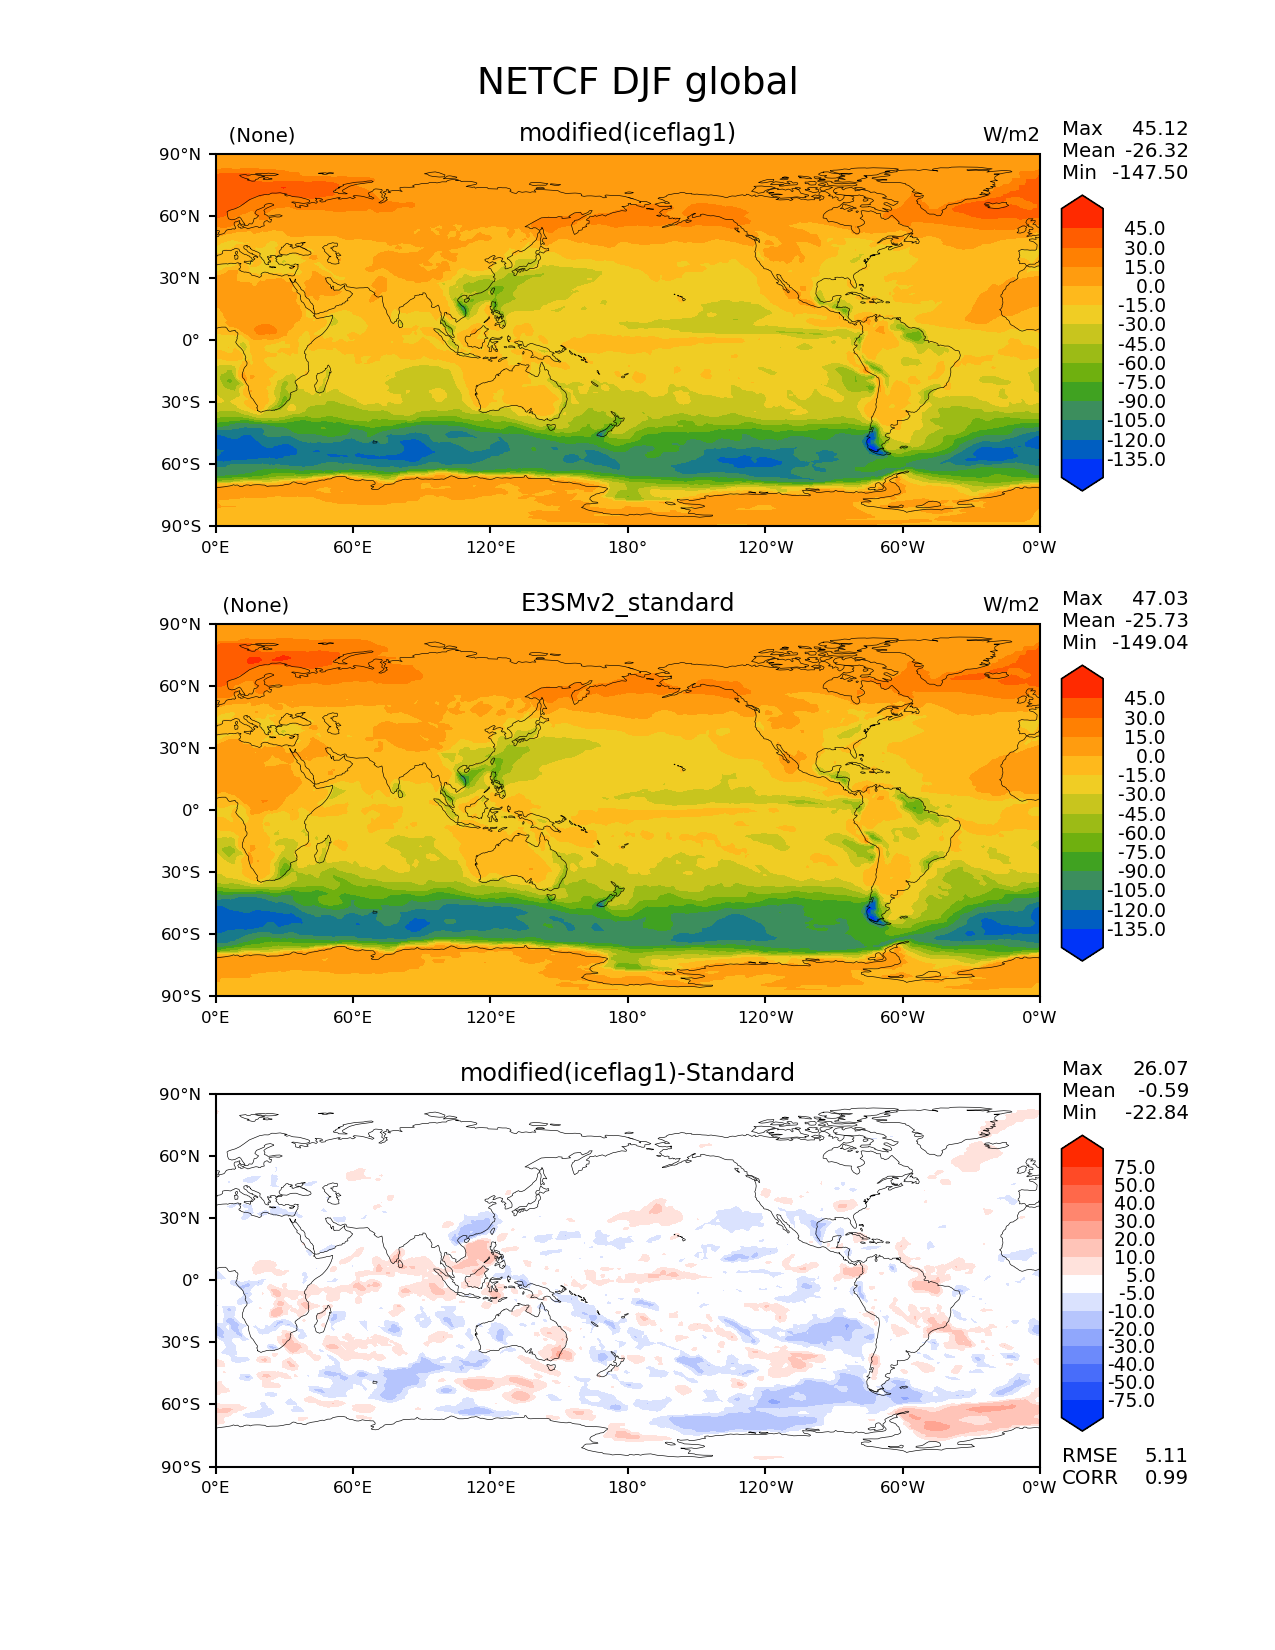 NETCF DJF global
(None) modified(iceflag1) W/m2
Max 45.12
Mean -26.32
Min -147.50
90°N
60°N
30°N
0°
30°S
60°S
90°S
0°E 60°E 120°E 180° 120°W 60°W 0°W
45.0
30.0
15.0
0.0
-15.0
-30.0
-45.0
-60.0
-75.0
-90.0
-105.0
-120.0
-135.0
(None) E3SMv2_standard W/m2
Max 47.03
Mean -25.73
Min -149.04
90°N
60°N
30°N
0°
30°S
60°S
90°S
0°E 60°E 120°E 180° 120°W 60°W 0°W
45.0
30.0
15.0
0.0
-15.0
-30.0
-45.0
-60.0
-75.0
-90.0
-105.0
-120.0
-135.0
modified(iceflag1)-Standard
Max 26.07
Mean -0.59
Min -22.84
90°N
60°N
30°N
0°
30°S
60°S
90°S
0°E 60°E 120°E 180° 120°W 60°W 0°W
75.0
50.0
40.0
30.0
20.0
10.0
5.0
-5.0
-10.0
-20.0
-30.0
-40.0
-50.0
-75.0
RMSE 5.11
CORR 0.99